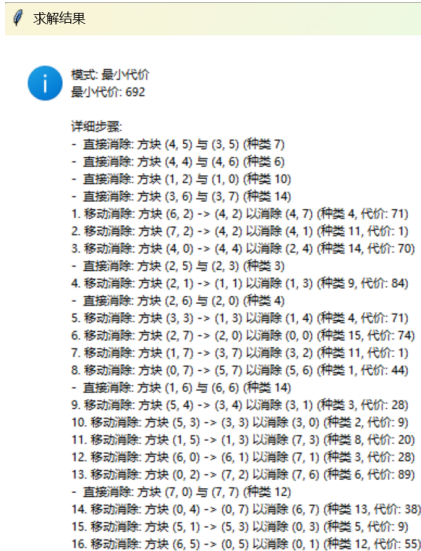 求解结果
模式: 最小代价
最小代价: 692
详细步骤:
- 直接消除: 方块 (4, 5) 与 (3, 5) (种类 7)
- 直接消除: 方块 (4, 4) 与 (4, 6) (种类 6)
- 直接消除: 方块 (1, 2) 与 (1, 0) (种类 10)
- 直接消除: 方块 (3, 6) 与 (3, 7) (种类 14)
1. 移动消除: 方块 (6, 2) -> (4, 2) 以消除 (4, 7) (种类 4, 代价: 71)
2. 移动消除: 方块 (7, 2) -> (4, 2) 以消除 (4, 1) (种类 11, 代价: 1)
3. 移动消除: 方块 (4, 0) -> (4, 4) 以消除 (2, 4) (种类 14, 代价: 70)
- 直接消除: 方块 (2, 5) 与 (2, 3) (种类 3)
4. 移动消除: 方块 (2, 1) -> (1, 1) 以消除 (1, 3) (种类 9, 代价: 84)
- 直接消除: 方块 (2, 6) 与 (2, 0) (种类 4)
5. 移动消除: 方块 (3, 3) -> (1, 3) 以消除 (1, 4) (种类 4, 代价: 71)
6. 移动消除: 方块 (2, 7) -> (2, 0) 以消除 (0, 0) (种类 15, 代价: 74)
7. 移动消除: 方块 (1, 7) -> (3, 7) 以消除 (3, 2) (种类 11, 代价: 1)
8. 移动消除: 方块 (0, 7) -> (5, 7) 以消除 (5, 6) (种类 1, 代价: 44)
- 直接消除: 方块 (1, 6) 与 (6, 6) (种类 14)
9. 移动消除: 方块 (5, 4) -> (3, 4) 以消除 (3, 1) (种类 3, 代价: 28)
10. 移动消除: 方块 (5, 3) -> (3, 3) 以消除 (3, 0) (种类 2, 代价: 9)
11. 移动消除: 方块 (1, 5) -> (1, 3) 以消除 (7, 3) (种类 8, 代价: 20)
12. 移动消除: 方块 (6, 0) -> (6, 1) 以消除 (7, 1) (种类 3, 代价: 28)
13. 移动消除: 方块 (0, 2) -> (7, 2) 以消除 (7, 6) (种类 6, 代价: 89)
- 直接消除: 方块 (7, 0) 与 (7, 7) (种类 12)
14. 移动消除: 方块 (0, 4) -> (0, 7) 以消除 (6, 7) (种类 13, 代价: 38)
15. 移动消除: 方块 (5, 1) -> (5, 3) 以消除 (0, 3) (种类 5, 代价: 9)
16. 移动消除: 方块 (6, 5) -> (0, 5) 以消除 (0, 1) (种类 12, 代价: 55)